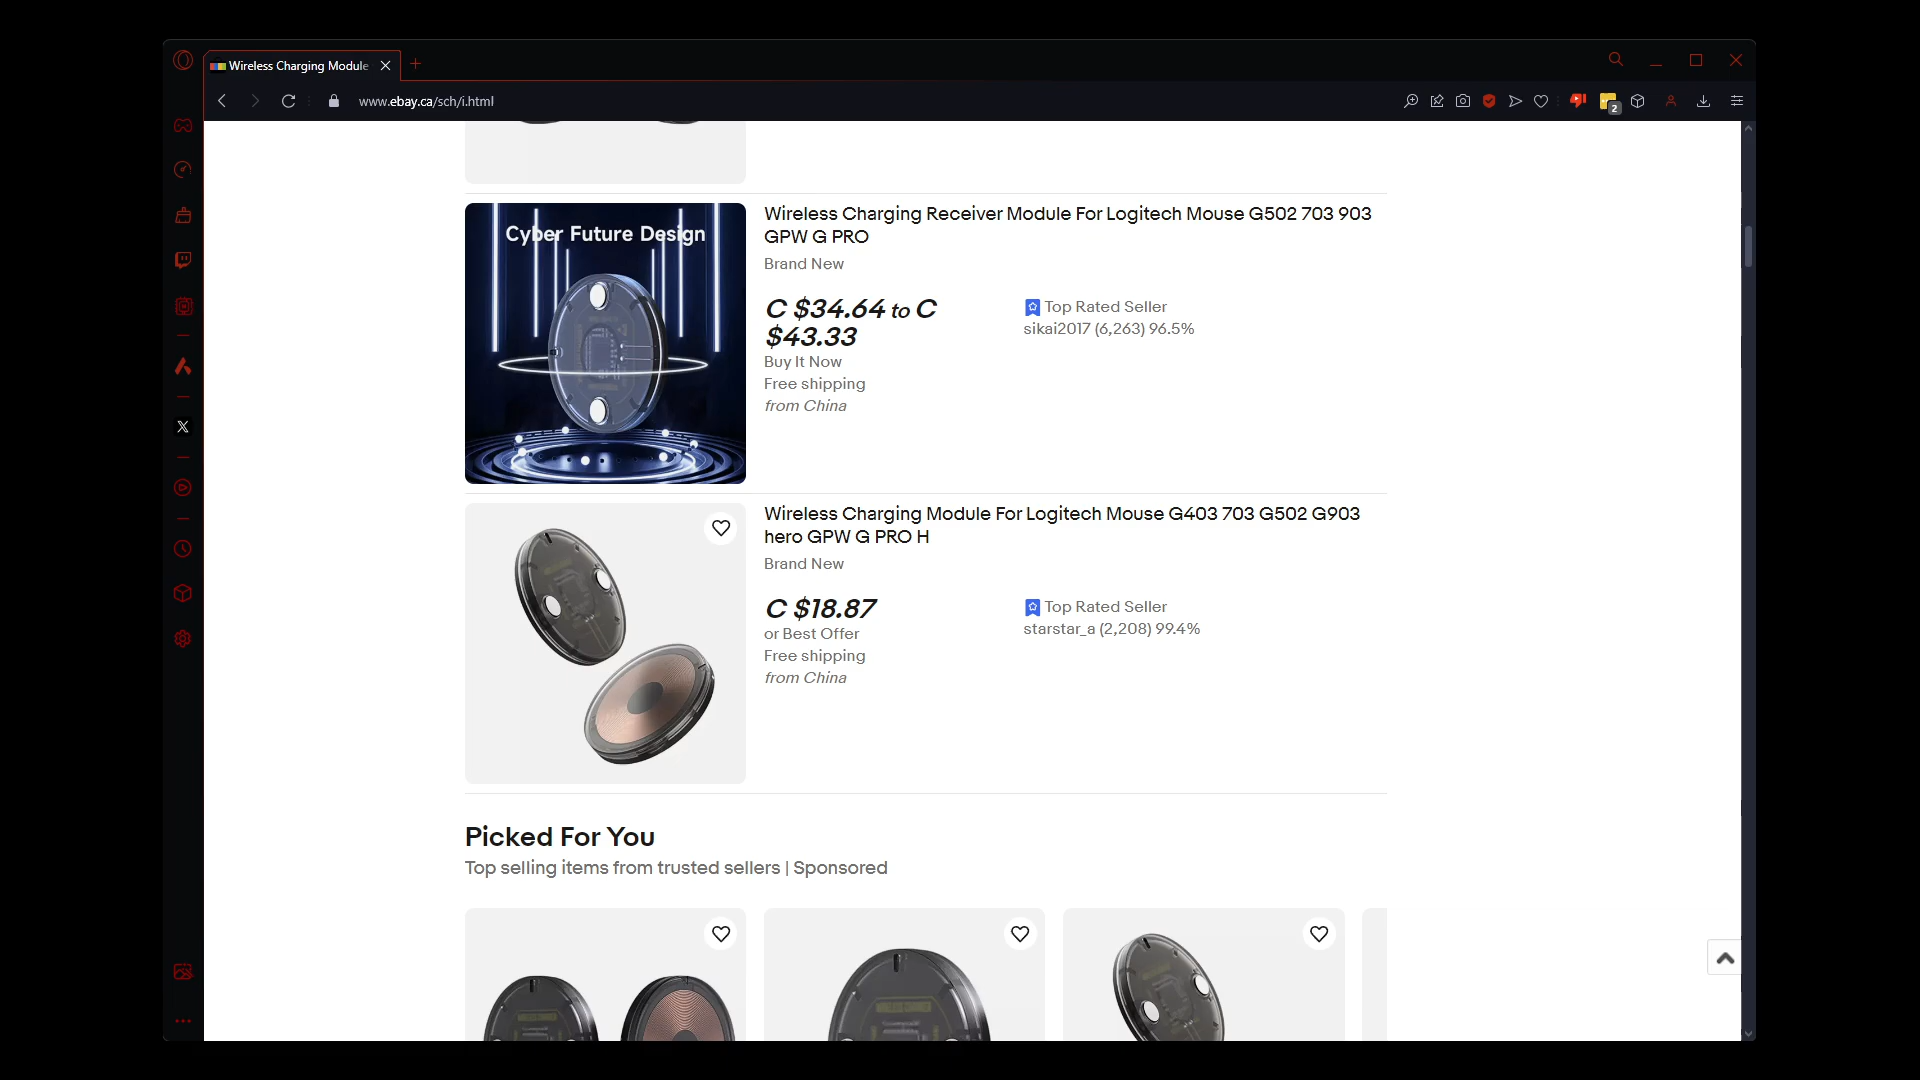 Wireless Charging Module
www.ebay.ca/sch/i.html
2
Cyber Future Design
Wireless Charging Receiver Module For Logitech Mouse G502 703 903
GPW G PRO
Brand New
C $34.64 to C
$43.33
Buy It Now
Free shipping
from China
Top Rated Seller
sikai2017 (6,263) 96.5%
Wireless Charging Module For Logitech Mouse G403 703 G502 G903
hero GPW G PRO H
Brand New
C $18.87
or Best Offer
Free shipping
from China
Top Rated Seller
starstar_a (2,208) 99.4%
Picked For You
Top selling items from trusted sellers | Sponsored